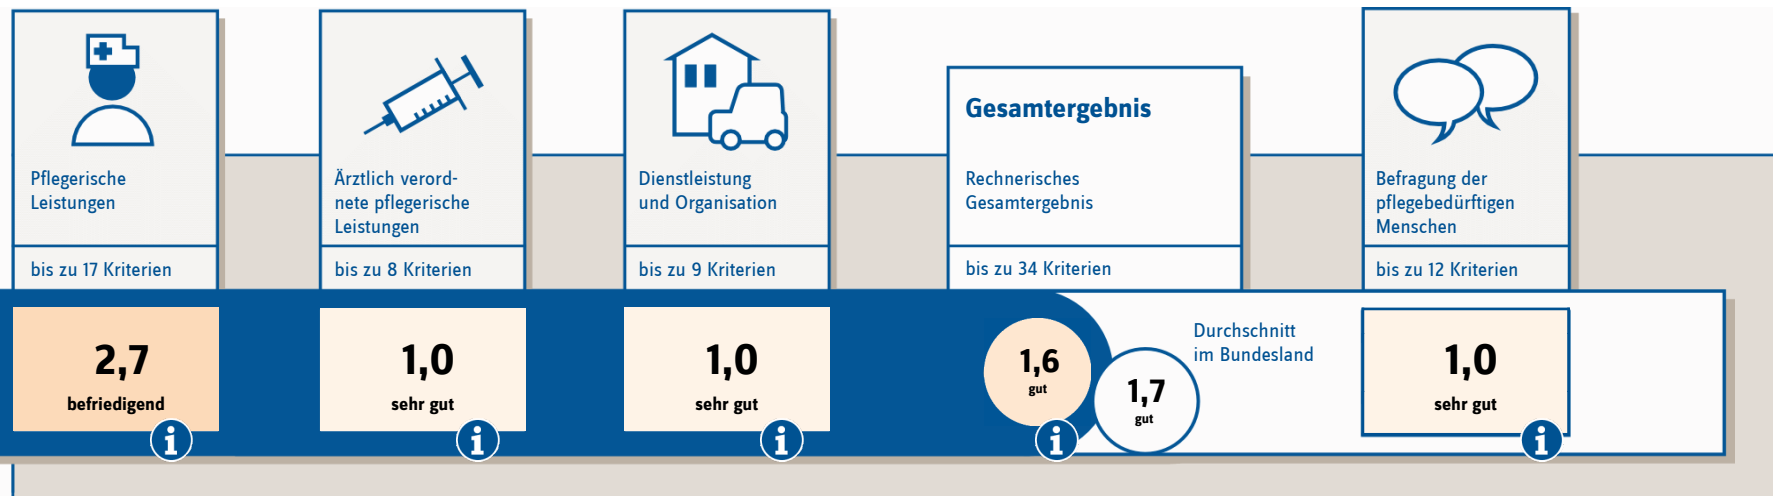 Pflegerische
Leistungen
bis zu 17 Kriterien
2,7
befriedigend
i
Ärztlich verord-
nete pflegerische
Leistungen
bis zu 8 Kriterien
1,0
sehr gut
i
Dienstleistung
und Organisation
bis zu 9 Kriterien
1,0
sehr gut
i
Gesamtergebnis
Rechnerisches
Gesamtergebnis
bis zu 34 Kriterien
1,6
gut
i
1,7
gut
Durchschnitt
im Bundesland
Befragung der
pflegebedürftigen
Menschen
bis zu 12 Kriterien
1,0
sehr gut
i